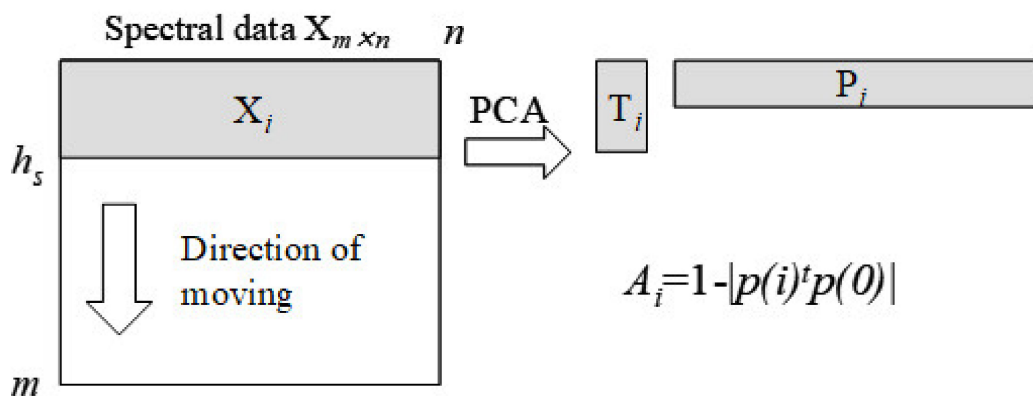 Spectral data X_{m×n}
n
X_i
PCA
T_i
P_i
h_s
Direction of
moving
A_i=1-|p(i)^t p(0)|
m